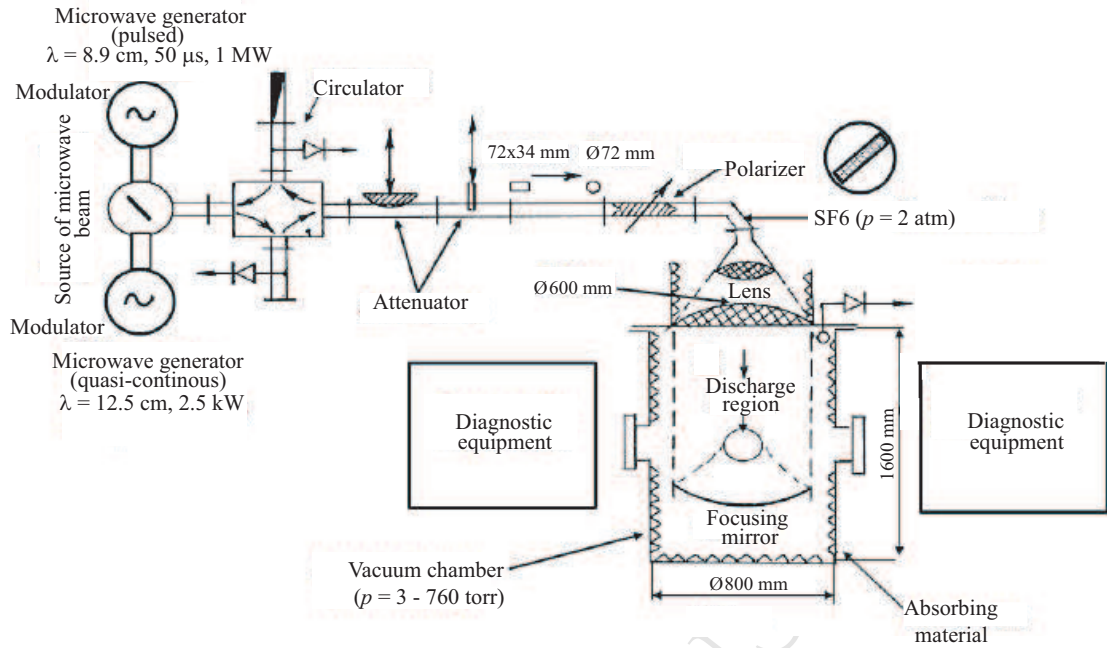 Microwave generator
(pulsed)
λ = 8.9 cm, 50 μs, 1 MW
Modulator
Circulator
Source of microwave
beam
72x34 mm
Ø72 mm
Polarizer
SF6 (p = 2 atm)
Attenuator
Ø600 mm
Lens
Modulator
Microwave generator
(quasi-continous)
λ = 12.5 cm, 2.5 kW
Diagnostic
equipment
Discharge
region
1600 mm
Diagnostic
equipment
Focusing
mirror
Vacuum chamber
(p = 3 - 760 torr)
Ø800 mm
Absorbing
material